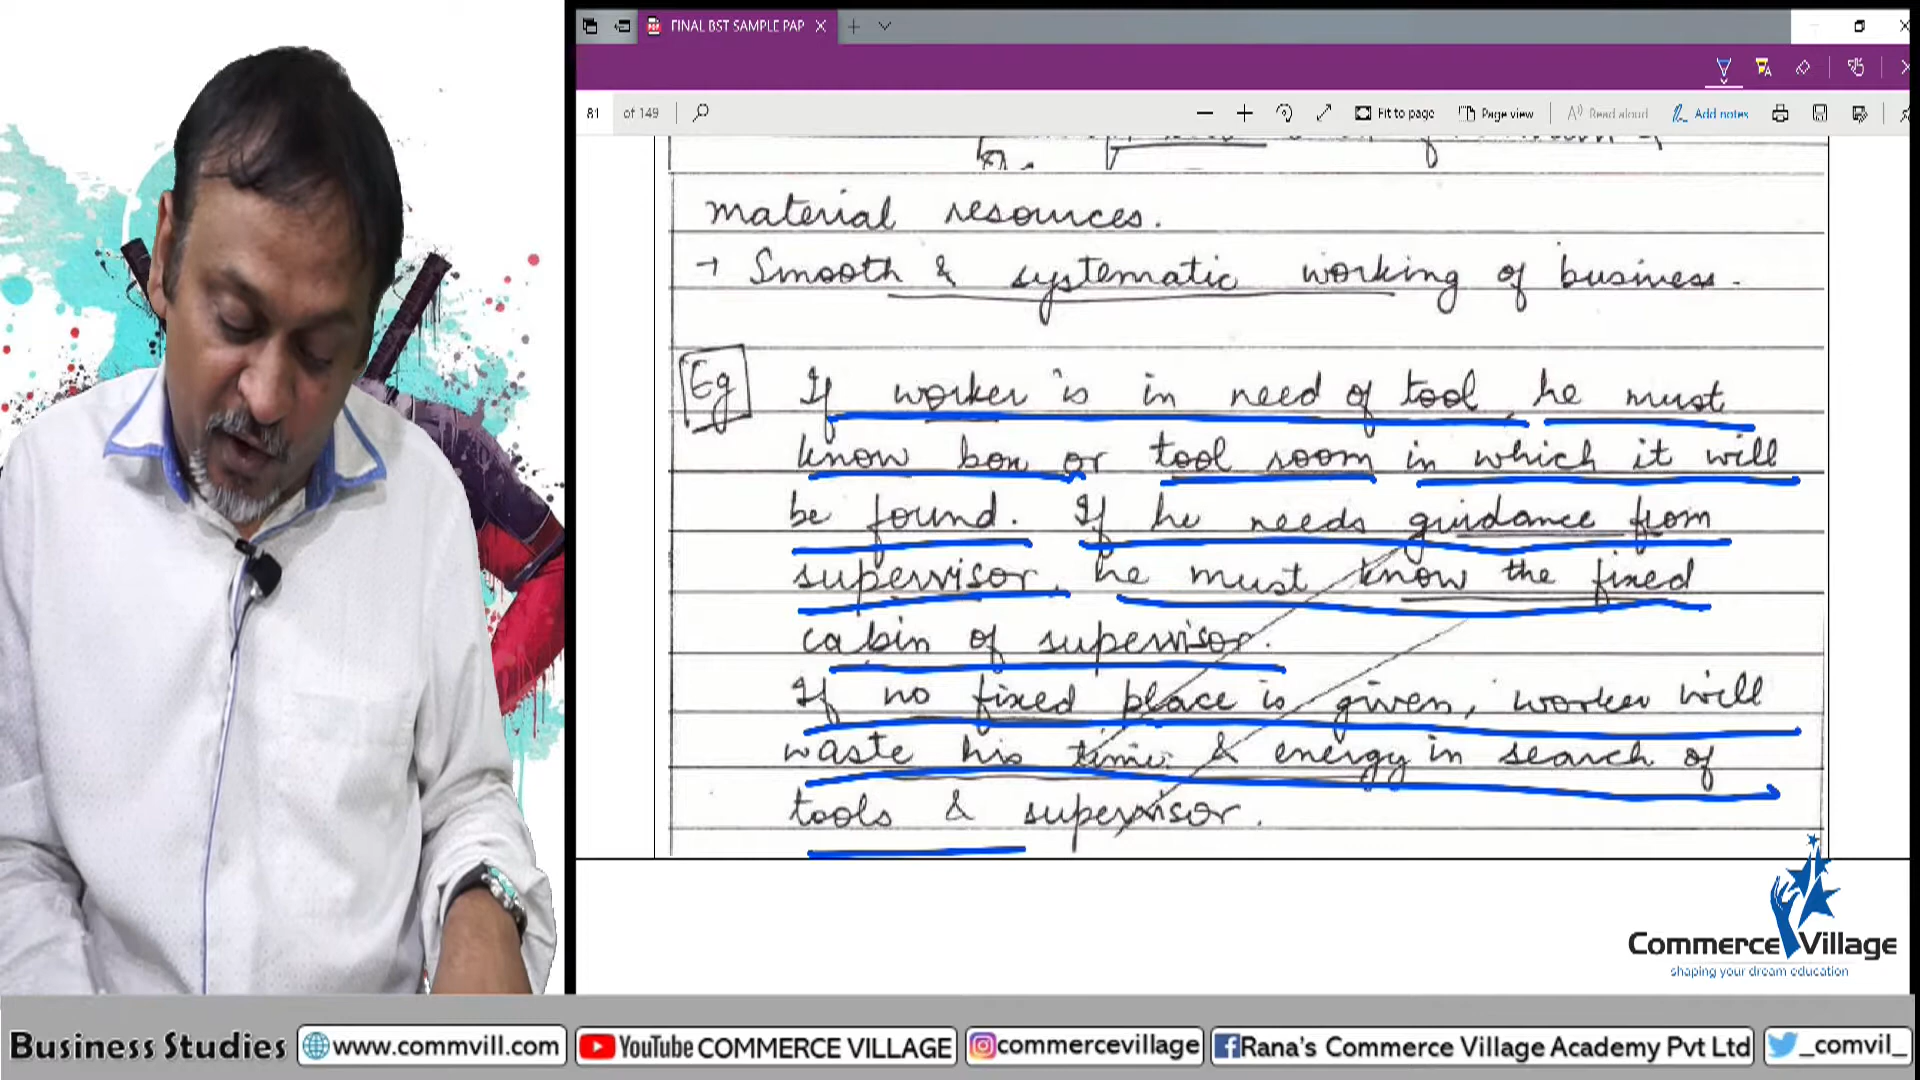 FINAL BST SAMPLE PAP
81 of 149
Fit to page
Page view
Read aloud
Add notes
material resources.
→ Smooth & systematic working of business.
Eg If worker is in need of tool, he must
know box or tool room in which it will
be found. If he needs guidance from
supervisor, he must know the fixed
cabin of supervisor.
If no fixed place is given, worker will
waste his time & energy in search of
tools & supervisor.
Commerce Village
shaping your dream education
Business Studies
www.commvill.com
YouTube COMMERCE VILLAGE
commercevillage
Rana's Commerce Village Academy Pvt Ltd
_comvil_